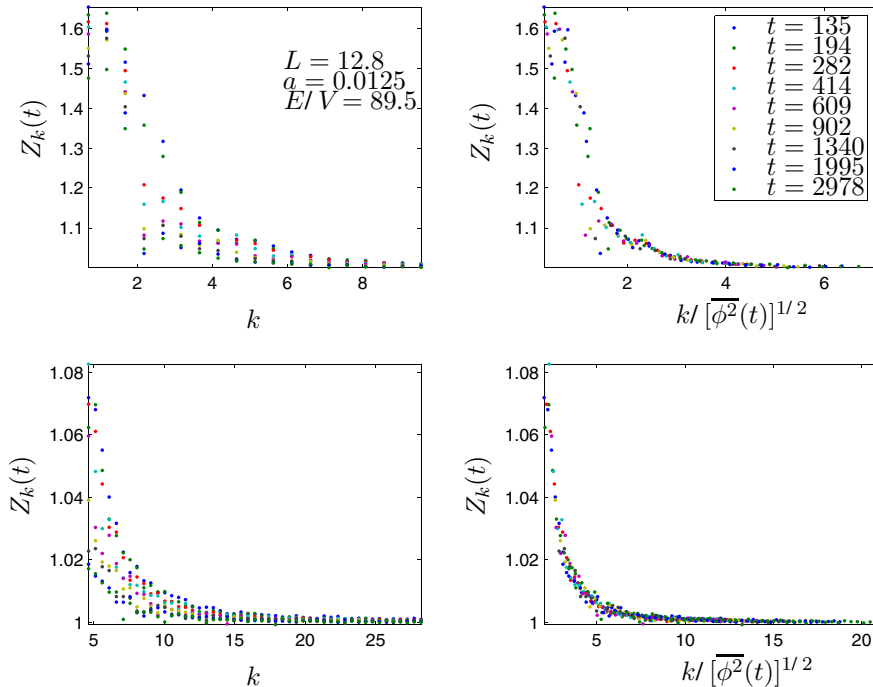 1.6
1.5
1.4
1.3
1.2
1.1
2 4 6 8
Z_k(t)
k
L = 12.8
a = 0.0125
E/V = 89.5
1.6
1.5
1.4
1.3
1.2
1.1
2 4 6
Z_k(t)
k/[\overline{ϕ²}(t)]^{1/2}
t = 135
t = 194
t = 282
t = 414
t = 609
t = 902
t = 1340
t = 1995
t = 2978
1.08
1.06
1.04
1.02
1
5 10 15 20 25
Z_k(t)
k
1.08
1.06
1.04
1.02
1
5 10 15 20
Z_k(t)
k/[\overline{ϕ²}(t)]^{1/2}